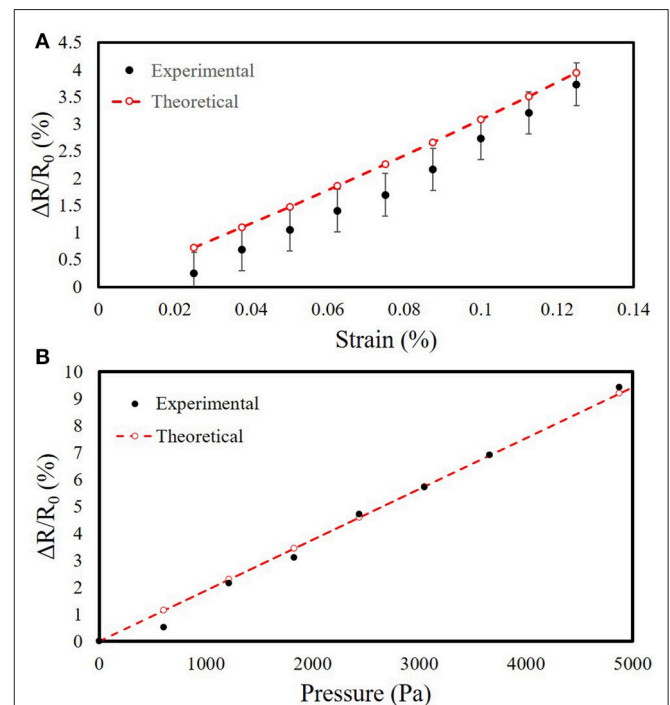 A
4.5
4
3.5
3
2.5
2
1.5
1
0.5
0
ΔR/R0 (%)
Experimental
Theoretical
0 0.02 0.04 0.06 0.08 0.1 0.12 0.14
Strain (%)
B
10
9
8
7
6
5
4
3
2
1
0
ΔR/R0 (%)
Experimental
Theoretical
0 1000 2000 3000 4000 5000
Pressure (Pa)